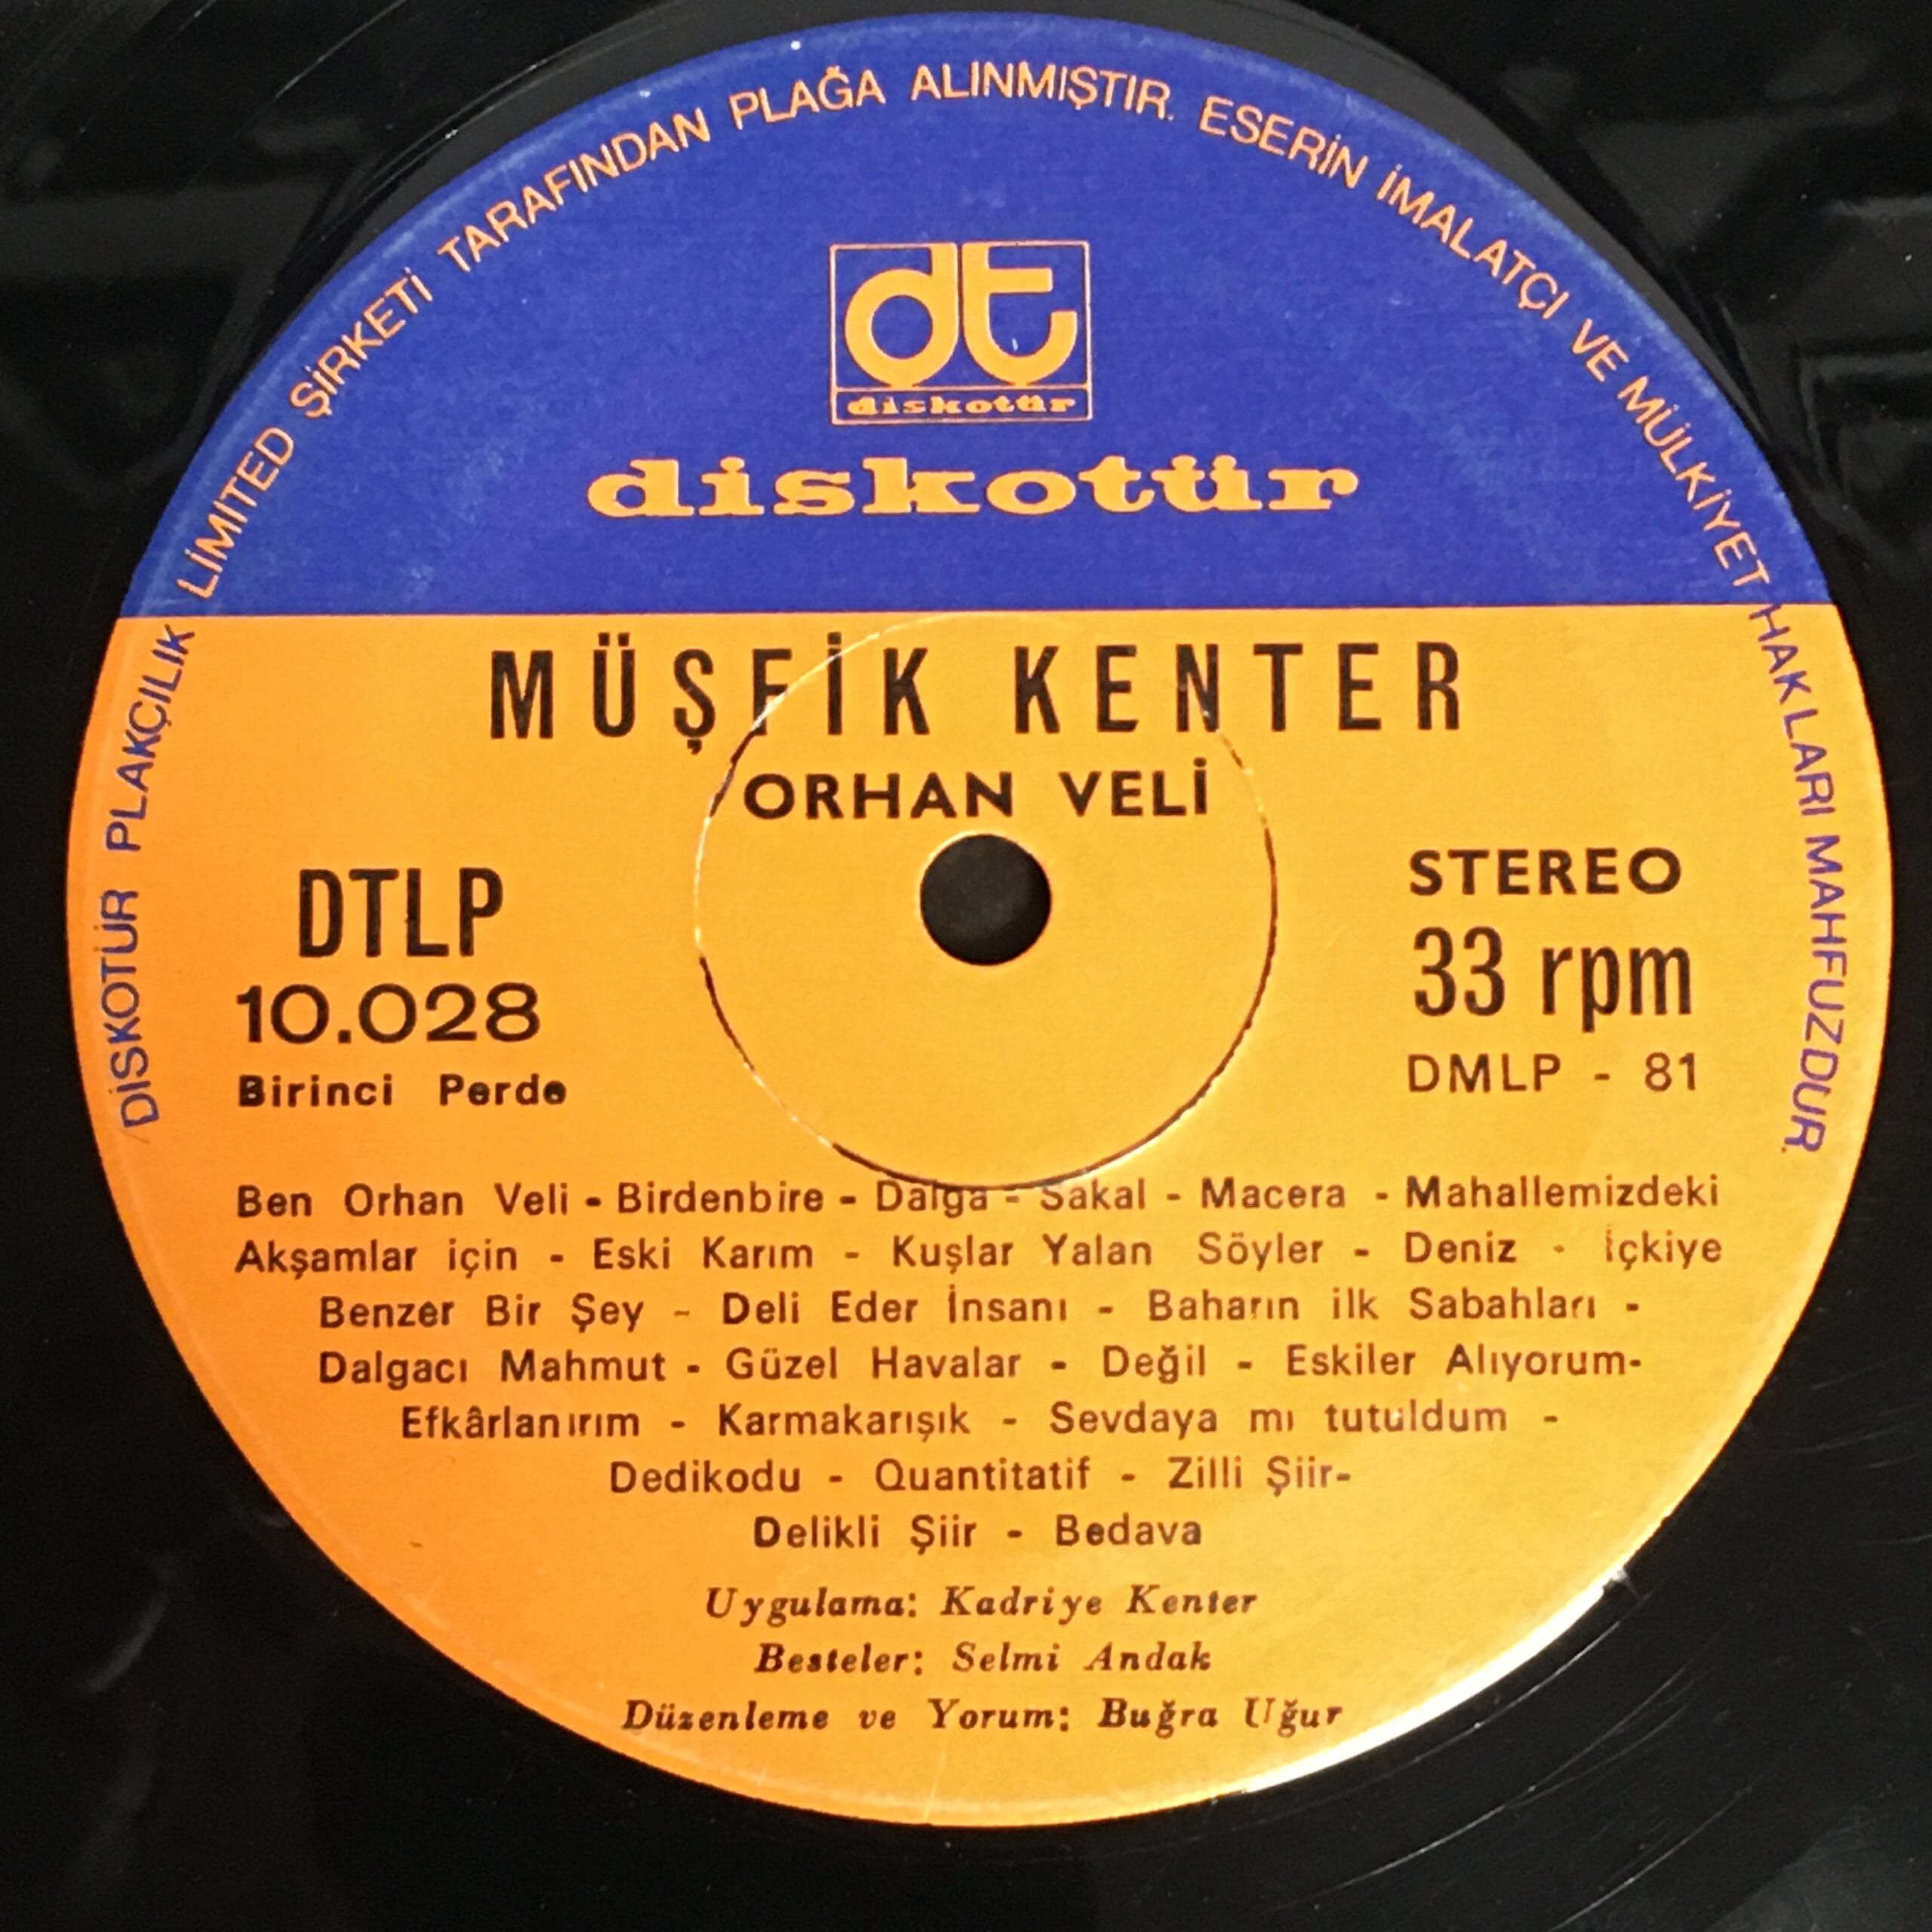 DİSKOTÜR PLAKÇILIK LİMİTED ŞİRKETİ TARAFINDAN PLAĞA ALINMIŞTIR. ESERİN İMALATÇI VE MÜLKİYET HAKLARI MAHFUZDUR.
dt
diskotür
diskotür
MÜŞFİK KENTER
ORHAN VELİ
DTLP
10.028
Birinci Perde
STEREO
33 rpm
DMLP - 81
Ben Orhan Veli - Birdenbire - Dalga - Sakal - Macera - Mahallemizdeki
Akşamlar için - Eski Karım - Kuşlar Yalan Söyler - Deniz - İçkiye
Benzer Bir Şey - Deli Eder İnsanı - Baharın ilk Sabahları -
Dalgacı Mahmut - Güzel Havalar - Değil - Eskiler Alıyorum-
Efkârlanırım - Karmakarışık - Sevdaya mı tutuldum -
Dedikodu - Quantitatif - Zilli Şiir-
Delikli Şiir - Bedava
Uygulama: Kadriye Kenter
Besteler: Selmi Andak
Düzenleme ve Yorum: Buğra Uğur